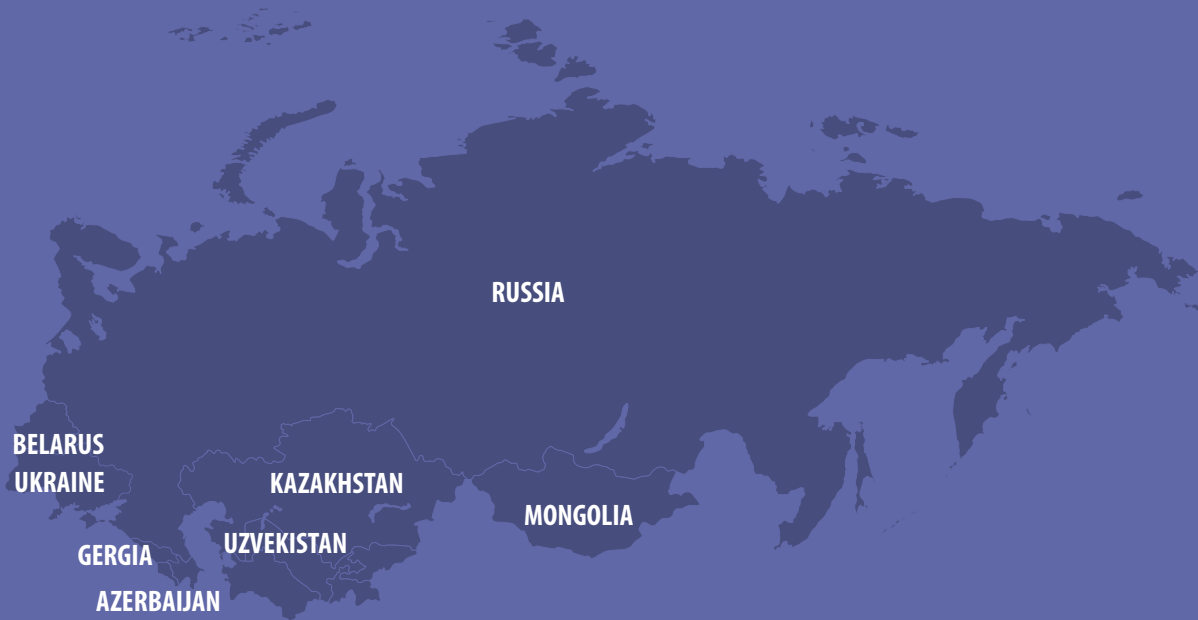 RUSSIA
BELARUS
UKRAINE
KAZAKHSTAN
MONGOLIA
UZVEKISTAN
GERGIA
AZERBAIJAN